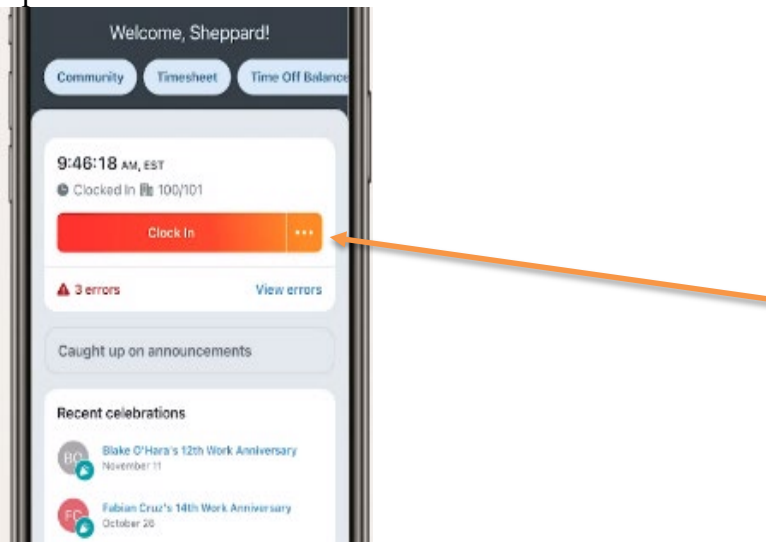 Welcome, Sheppard!
Community Timesheet Time Off Balance
9:46:18 AM, EST
Clocked In 100/101
Clock In
3 errors View errors
Caught up on announcements
Recent celebrations
BO Blake O'Hara's 12th Work Anniversary
November 11
FC Fabian Cruz's 14th Work Anniversary
October 26